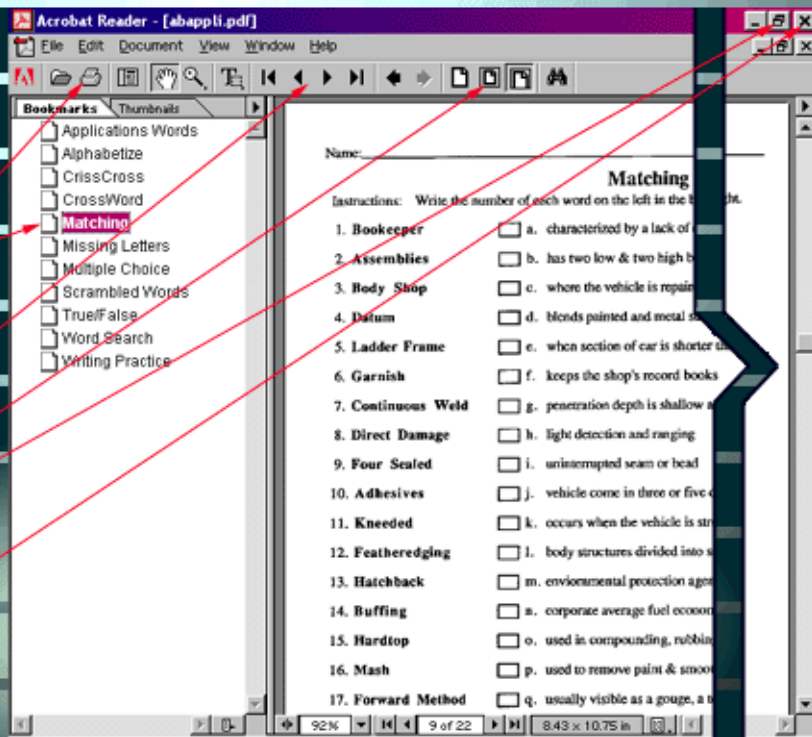 Acrobat Reader - [abappli.pdf]
File Edit Document View Window Help
Bookmarks Thumbnails
Applications Words
Alphabetize
CrissCross
CrossWord
Matching
Missing Letters
Multiple Choice
Scrambled Words
True/False
Word Search
Writing Practice
Name:
Matching
Instructions: Write the number of each word on the left in the
1. Bookeeper a. characterized by a lack of
2. Assemblies b. has two low & two high
3. Body Shop c. where the vehicle is
4. Datum d. blends painted and metal
5. Ladder Frame e. when section of car is shorter
6. Garnish f. keeps the shop's record books
7. Continuous Weld g. penetration depth is shallow
8. Direct Damage h. light detection and ranging
9. Four Sealed i. uninterrupted seam or bead
10. Adhesives j. vehicle come in three or five
11. Kneeded k. occurs when the vehicle is
12. Featheredging l. body structures divided into
13. Hatchback m. enviornmental protection
14. Buffing n. corporate average fuel
15. Hardtop o. used in compounding,
16. Mash p. used to remove paint &
17. Forward Method q. usually visible as a gouge, a
92% 9 of 22 8.43 x 10.75 in